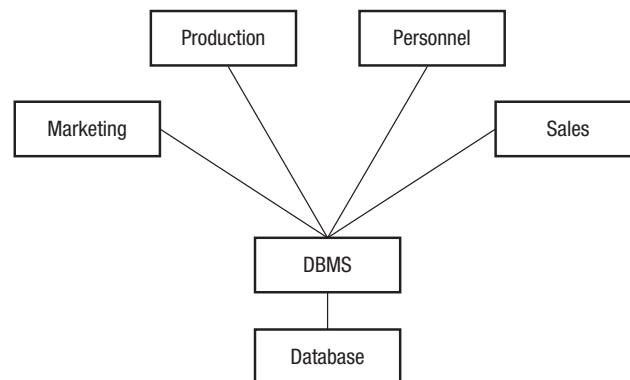 Production
Personnel
Marketing
Sales
DBMS
Database